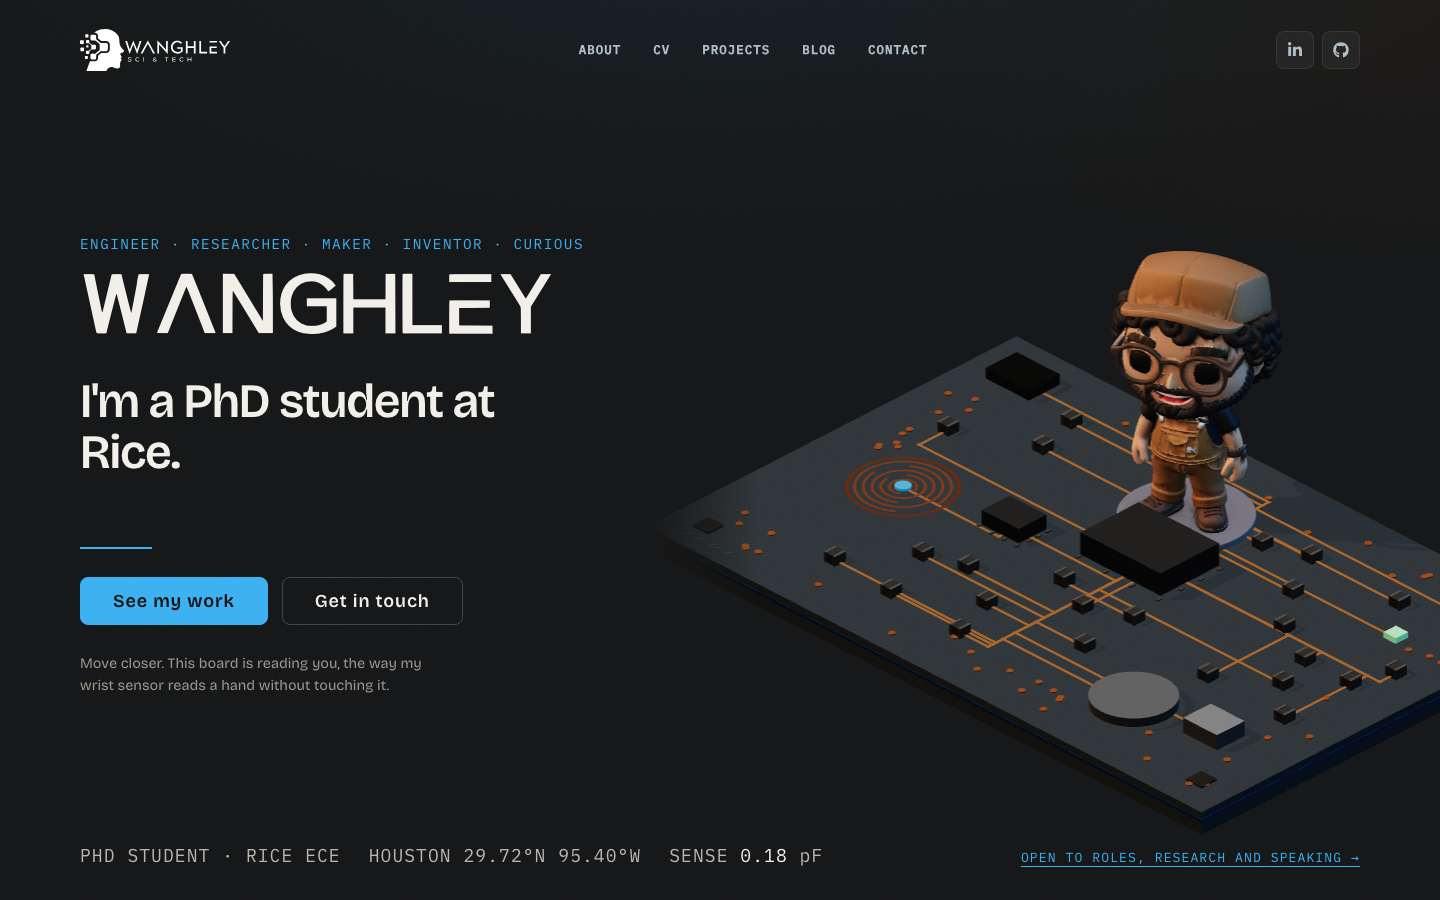 WANGHLEY
SCI & TECH
ABOUT CV PROJECTS BLOG CONTACT
in
ENGINEER · RESEARCHER · MAKER · INVENTOR · CURIOUS
WANGHLEY
I'm a PhD student at
Rice.
See my work Get in touch
Move closer. This board is reading you, the way my
wrist sensor reads a hand without touching it.
PHD STUDENT · RICE ECE HOUSTON 29.72°N 95.40°W SENSE 0.18 pF
OPEN TO ROLES, RESEARCH AND SPEAKING →